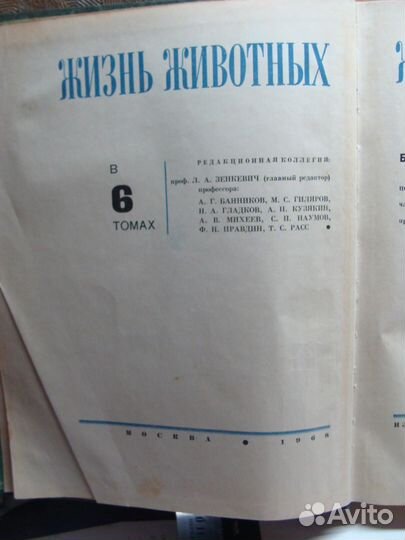 ЖИЗНЬ ЖИВОТНЫХ
В
6
ТОМАХ
РЕДАКЦИОННАЯ КОЛЛЕГИЯ:
проф. Л. А. ЗЕНКЕВИЧ (главный редактор)
профессора:
А. Г. БАННИКОВ, М. С. ГИЛЯРОВ,
Н. А. ГЛАДКОВ, А. П. КУЗЯКИН,
А. В. МИХЕЕВ, С. П. НАУМОВ,
Ф. Н. ПРАВДИН, Т. С. РАСС •
МОСКВА • 1968
Avito